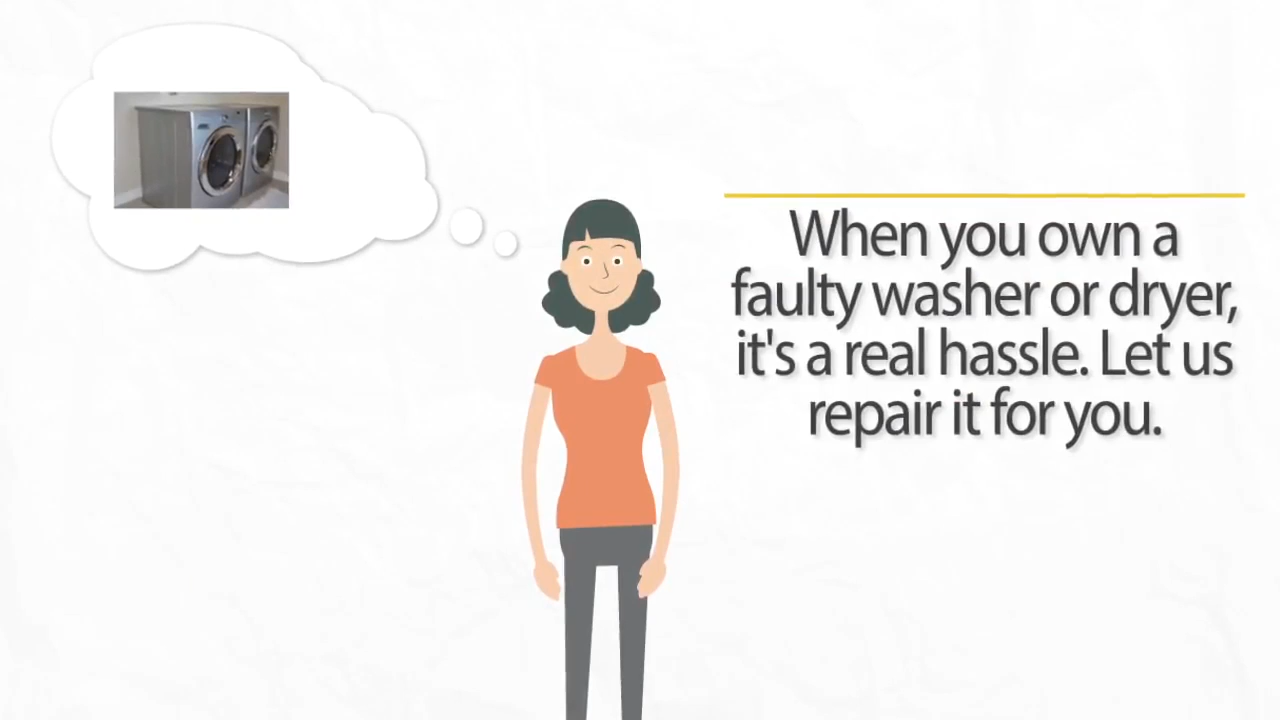 When you own a
faulty washer or dryer,
it's a real hassle. Let us
repair it for you.